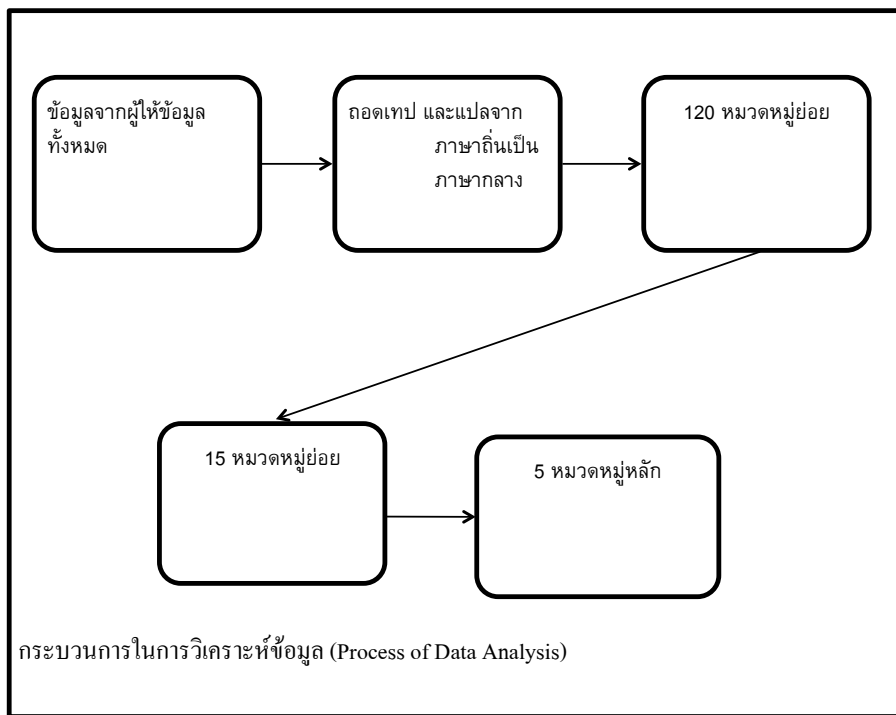 ข้อมูลจากผู้ให้ข้อมูล
ทั้งหมด
ถอดเทป และแปลจาก
ภาษาถิ่นเป็น
ภาษากลาง
120 หมวดหมู่ย่อย
15 หมวดหมู่ย่อย
5 หมวดหมู่หลัก
กระบวนการในการวิเคราะห์ข้อมูล (Process of Data Analysis)